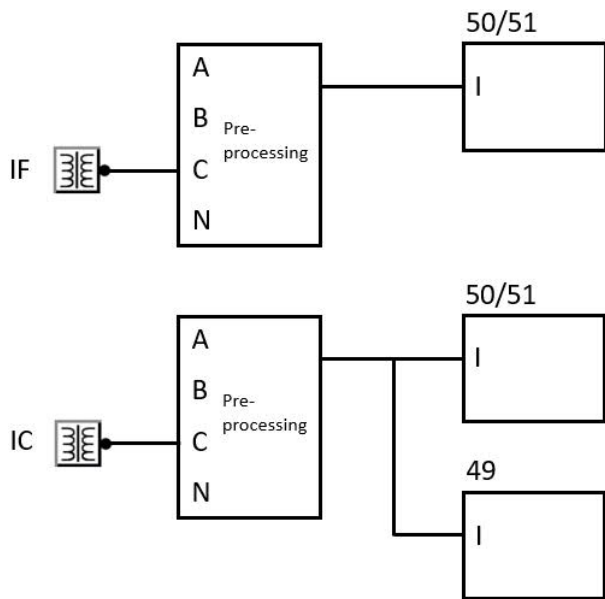 50/51
A
I
B
Pre-
processing
IF
C
N
50/51
A
I
B
Pre-
processing
IC
C
49
N
I